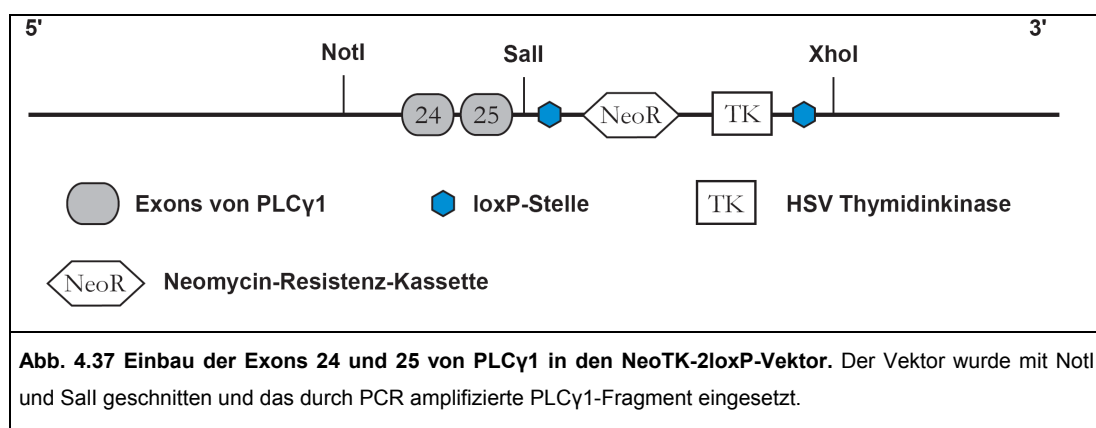 5' 3'
NotI SalI XhoI
24 25 NeoR TK
Exons von PLCγ1 loxP-Stelle TK HSV Thymidinkinase
NeoR Neomycin-Resistenz-Kassette
Abb. 4.37 Einbau der Exons 24 und 25 von PLCγ1 in den NeoTK-2loxP-Vektor. Der Vektor wurde mit NotI
und SalI geschnitten und das durch PCR amplifizierte PLCγ1-Fragment eingesetzt.